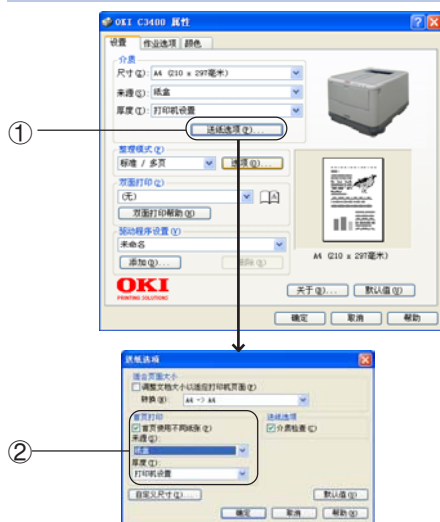 OKI C3400 属性
设置 作业选项 颜色
介质
尺寸(Z): A4 (210 x 297毫米)
来源(S): 纸盒
厚度(T): 打印机设置
① 送纸选项(P)...
整理模式(E)
标准 / 多页 选项(O)...
双面打印(2)
(无)
双面打印帮助(X)
驱动程序设置(V)
未命名
添加(D)... 删除(R)
A4 (210 x 297毫米)
OKI
PRINTING SOLUTIONS
关于(B)... 默认值(U)
确定 取消 帮助
送纸选项
适合页面大小
调整文档大小以适应打印机页面(Z)
转换(N): A4 -> A4
首页打印 送纸选项
首页使用不同纸张(Z) 介质检查(C)
来源(S):
② 纸盒
厚度(T):
打印机设置
自定义尺寸(Z)... 默认值(U)
确定 取消 帮助(X)